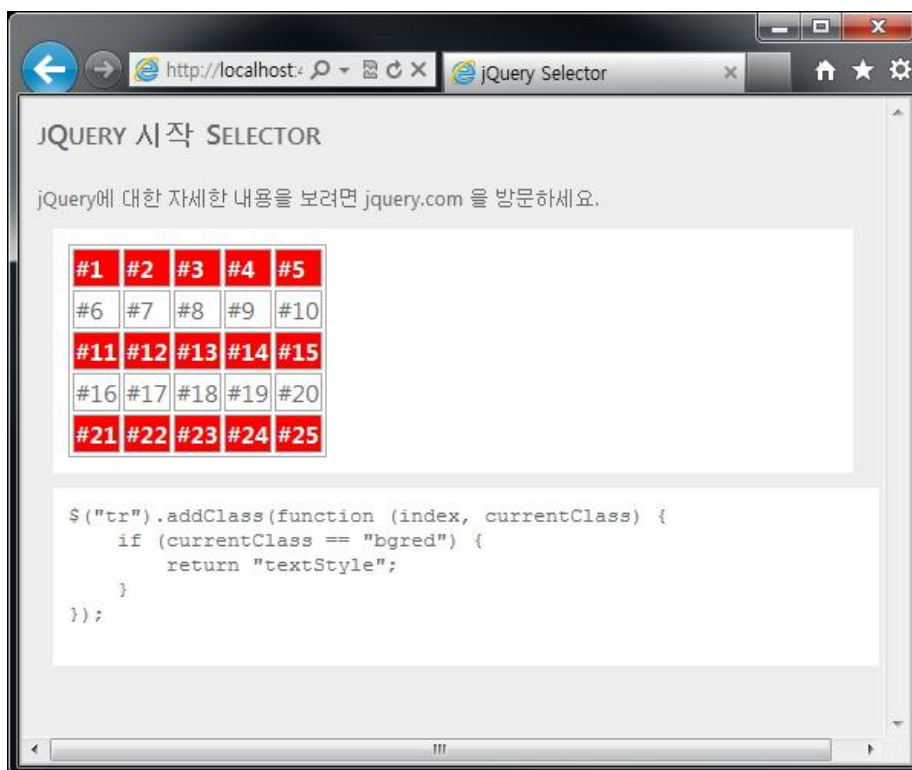 http://localhost:4
jQuery Selector
JQUERY 시작 SELECTOR
jQuery에 대한 자세한 내용을 보려면 jquery.com 을 방문하세요.
#1 #2 #3 #4 #5
#6 #7 #8 #9 #10
#11 #12 #13 #14 #15
#16 #17 #18 #19 #20
#21 #22 #23 #24 #25
$("tr").addClass(function (index, currentClass) {
    if (currentClass == "bgred") {
        return "textStyle";
    }
});